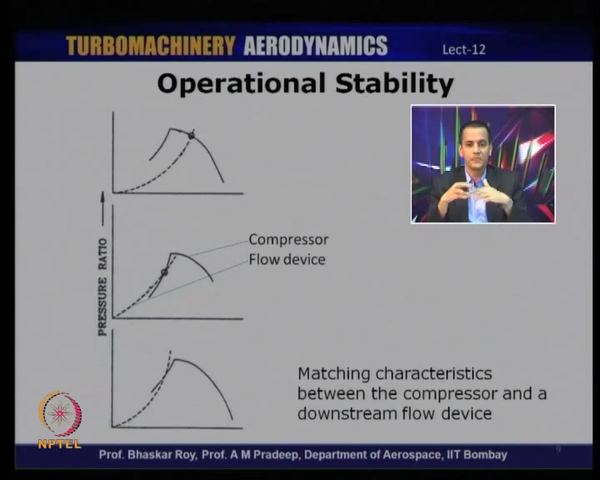 TURBOMACHINERY AERODYNAMICS
Lect-12
Operational Stability
PRESSURE RATIO
Compressor
Flow device
Matching characteristics
between the compressor and a
downstream flow device
NPTEL
Prof. Bhaskar Roy, Prof. A M Pradeep, Department of Aerospace, IIT Bombay
9